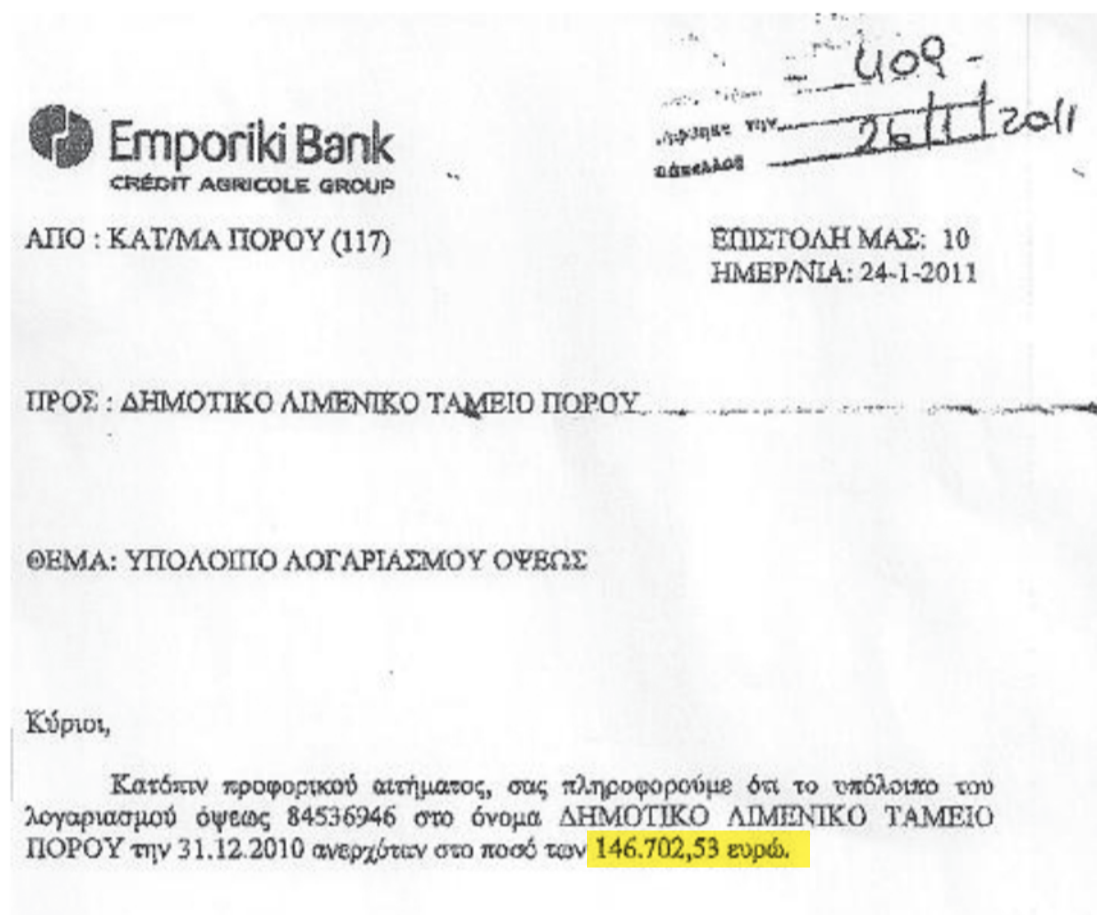 409 -
26/1/2011
Emporiki Bank
CRÉDIT AGRICOLE GROUP
ΑΠΟ : ΚΑΤ/ΜΑ ΠΟΡΟΥ (117)
ΕΠΙΣΤΟΛΗ ΜΑΣ: 10
ΗΜΕΡ/ΝΙΑ: 24-1-2011
ΠΡΟΣ : ΔΗΜΟΤΙΚΟ ΛΙΜΕΝΙΚΟ ΤΑΜΕΙΟ ΠΟΡΟΥ
ΘΕΜΑ: ΥΠΟΛΟΙΠΟ ΛΟΓΑΡΙΑΣΜΟΥ ΟΨΕΩΣ
Κύριοι,
Κατόπιν προφορικού αιτήματος, σας πληροφορούμε ότι το υπόλοιπο του
λογαριασμού όψεως 84536946 στο όνομα ΔΗΜΟΤΙΚΟ ΛΙΜΕΝΙΚΟ ΤΑΜΕΙΟ
ΠΟΡΟΥ την 31.12.2010 ανερχόταν στο ποσό των 146.702,53 ευρώ.